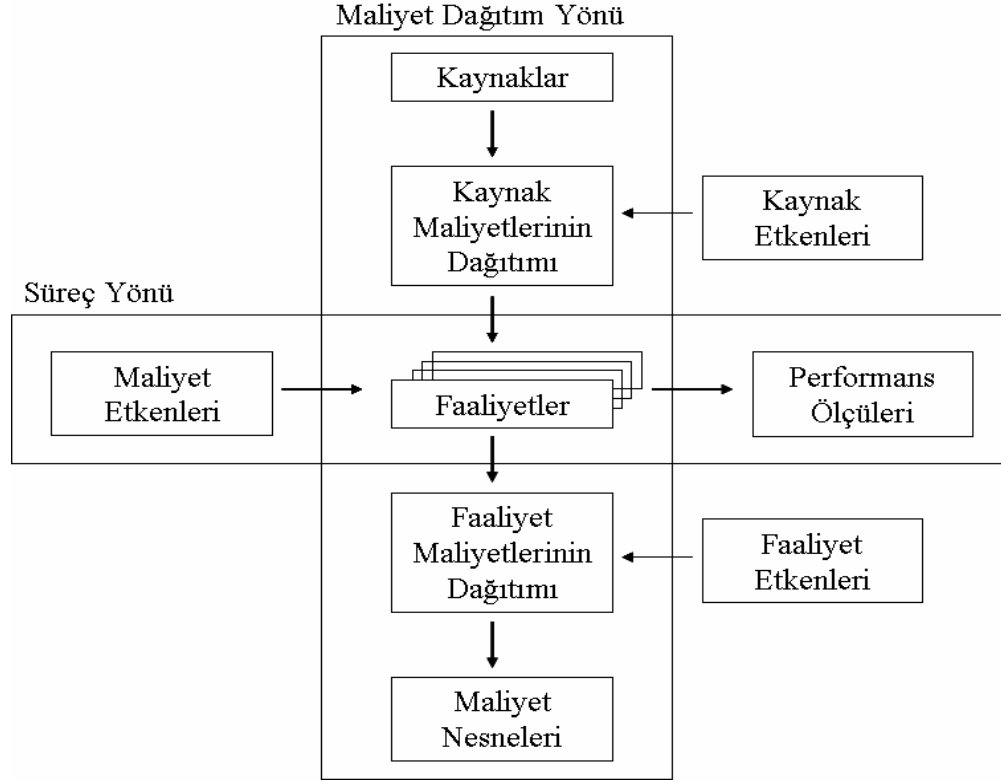 Maliyet Dağıtım Yönü
Kaynaklar
Kaynak
Maliyetlerinin
Dağıtımı
Kaynak
Etkenleri
Süreç Yönü
Maliyet
Etkenleri
Faaliyetler
Performans
Ölçüleri
Faaliyet
Maliyetlerinin
Dağıtımı
Faaliyet
Etkenleri
Maliyet
Nesneleri